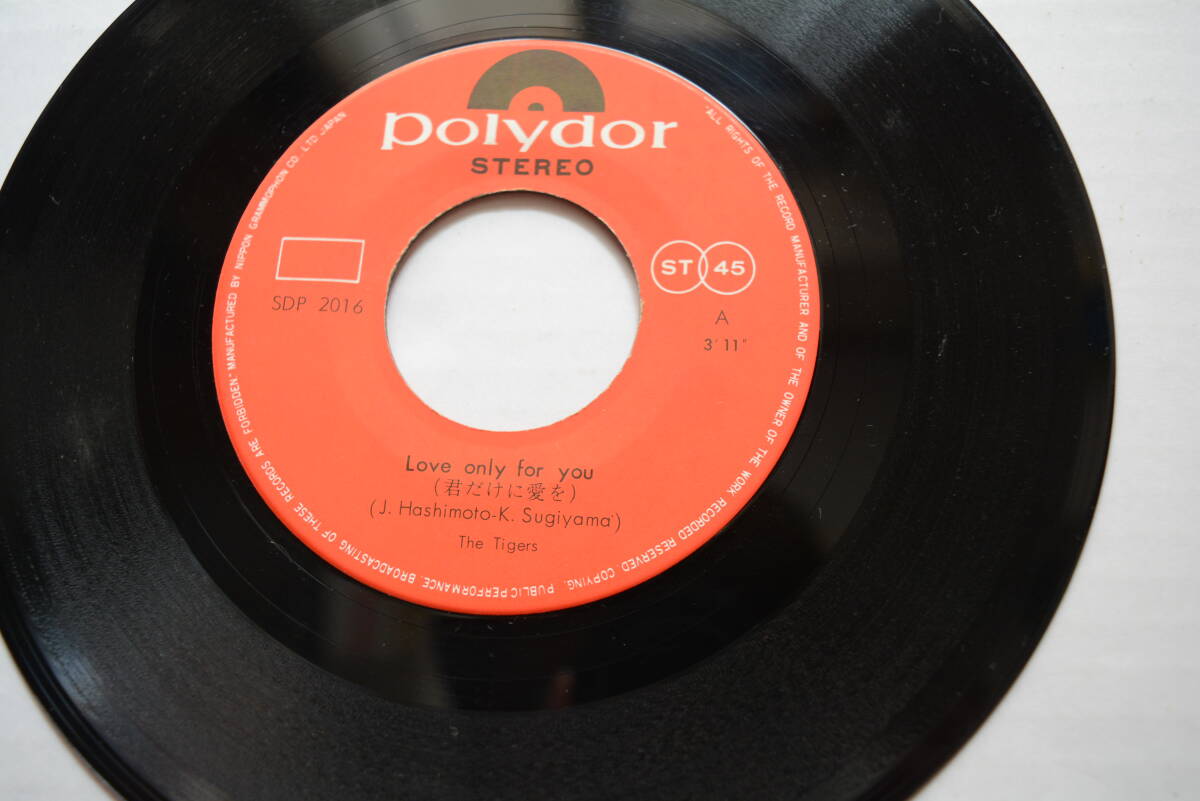 polydor
STEREO
SDP 2016
ST 45
A
3′11″
Love only for you
(君だけに愛を)
(J. Hashimoto-K. Sugiyama)
The Tigers
"ALL RIGHTS OF THE RECORD MANUFACTURER AND OF THE OWNER OF THE WORK RECORDED RESERVED. COPYING, PUBLIC PERFORMANCE, BROADCASTING OF THESE RECORDS ARE FORBIDDEN." MANUFACTURED BY NIPPON GRAMMOPHON CO. LTD. JAPAN